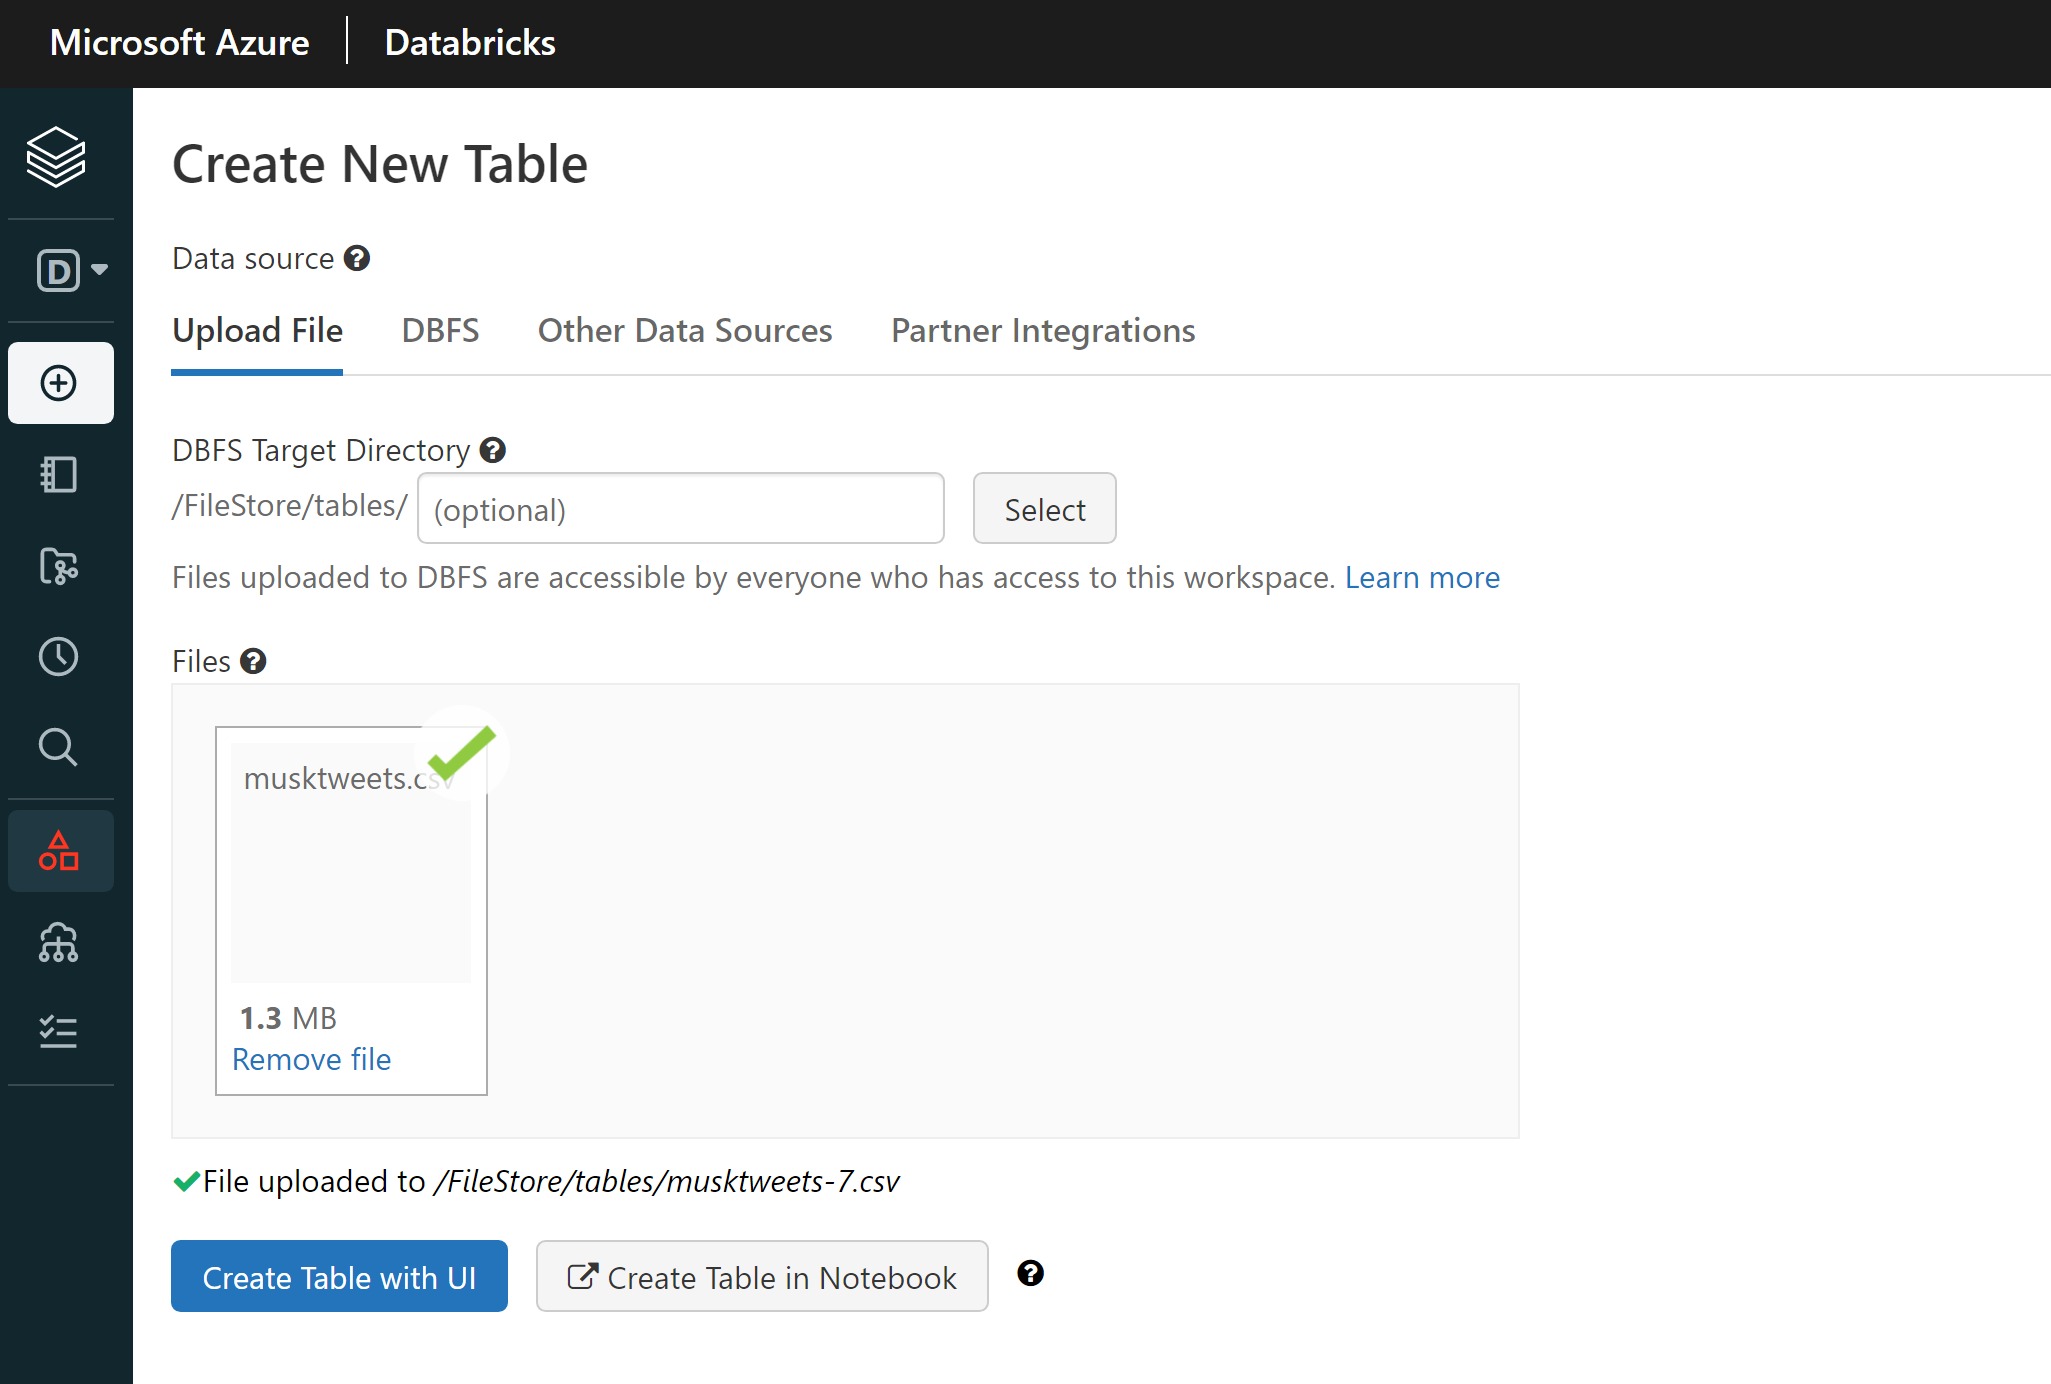 Microsoft Azure Databricks
Create New Table
D
Data source ?
Upload File DBFS Other Data Sources Partner Integrations
DBFS Target Directory ?
/FileStore/tables/ (optional) Select
Files uploaded to DBFS are accessible by everyone who has access to this workspace. Learn more
Files ?
musktweets.csv
1.3 MB
Remove file
File uploaded to /FileStore/tables/musktweets-7.csv
Create Table with UI Create Table in Notebook ?